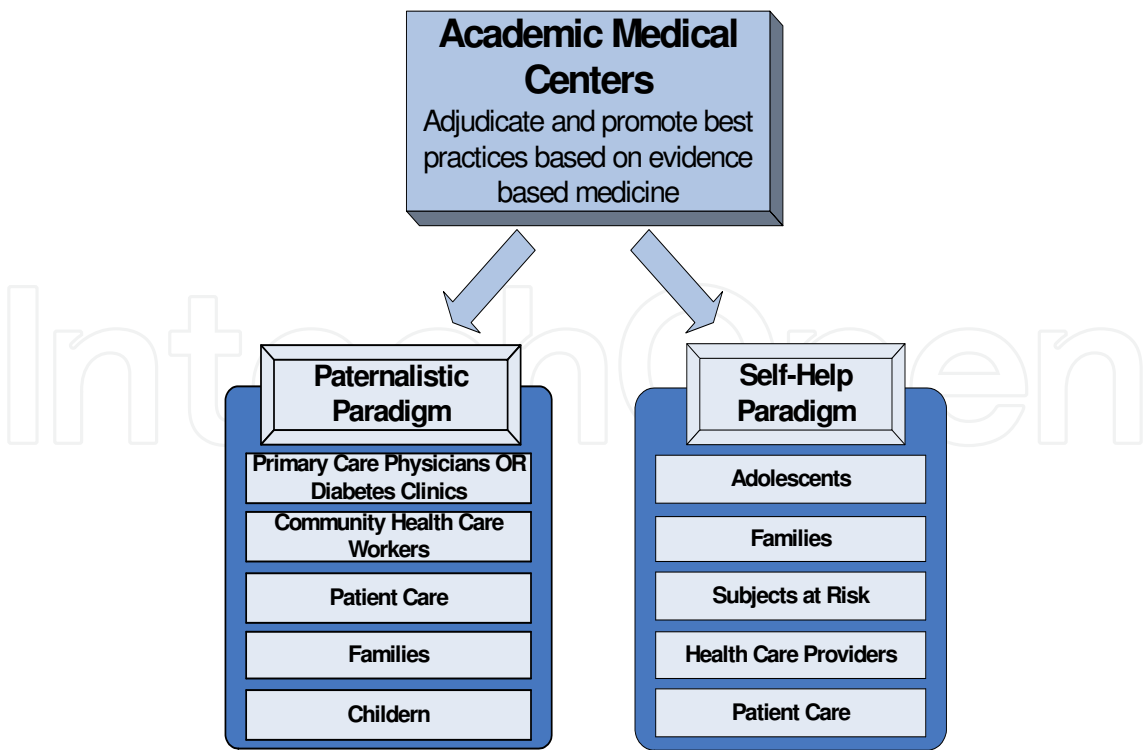 Academic Medical
Centers
Adjudicate and promote best
practices based on evidence
based medicine
IntechOpen
Paternalistic
Paradigm
Primary Care Physicians OR
Diabetes Clinics
Community Health Care
Workers
Patient Care
Families
Childern
Self-Help
Paradigm
Adolescents
Families
Subjects at Risk
Health Care Providers
Patient Care